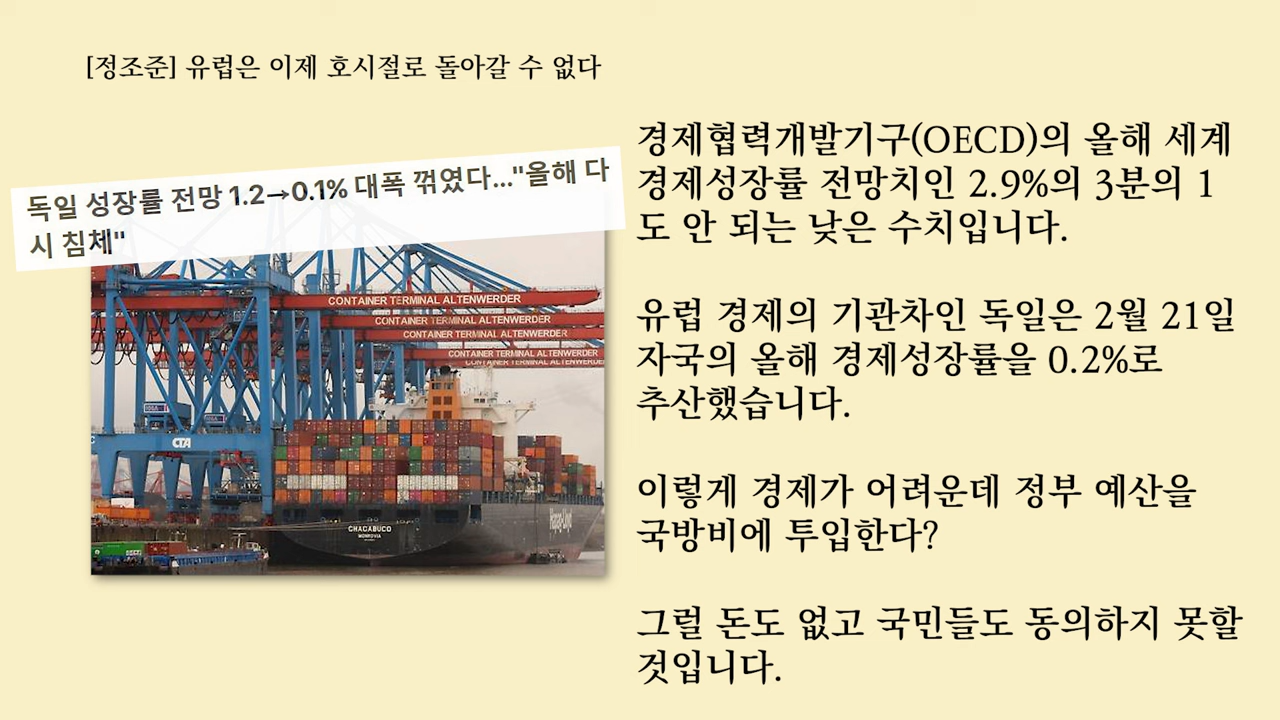 [정조준] 유럽은 이제 호시절로 돌아갈 수 없다
독일 성장률 전망 1.2→0.1% 대폭 꺾였다..."올해 다
시 침체"
CONTAINER TERMINAL ALTENWERDER
CONTAINER TERMINAL ALTENWERDER
CONTAINER TERMINAL ALTENWERDER
CONTAINER TERMINAL ALTENWERDER
CONTAINER TERMINAL ALTENWERDER
CTA
CHACABUCO
MONROVIA
Hapag-Lloyd
경제협력개발기구(OECD)의 올해 세계
경제성장률 전망치인 2.9%의 3분의 1
도 안 되는 낮은 수치입니다.
유럽 경제의 기관차인 독일은 2월 21일
자국의 올해 경제성장률을 0.2%로
추산했습니다.
이렇게 경제가 어려운데 정부 예산을
국방비에 투입한다?
그럴 돈도 없고 국민들도 동의하지 못할
것입니다.